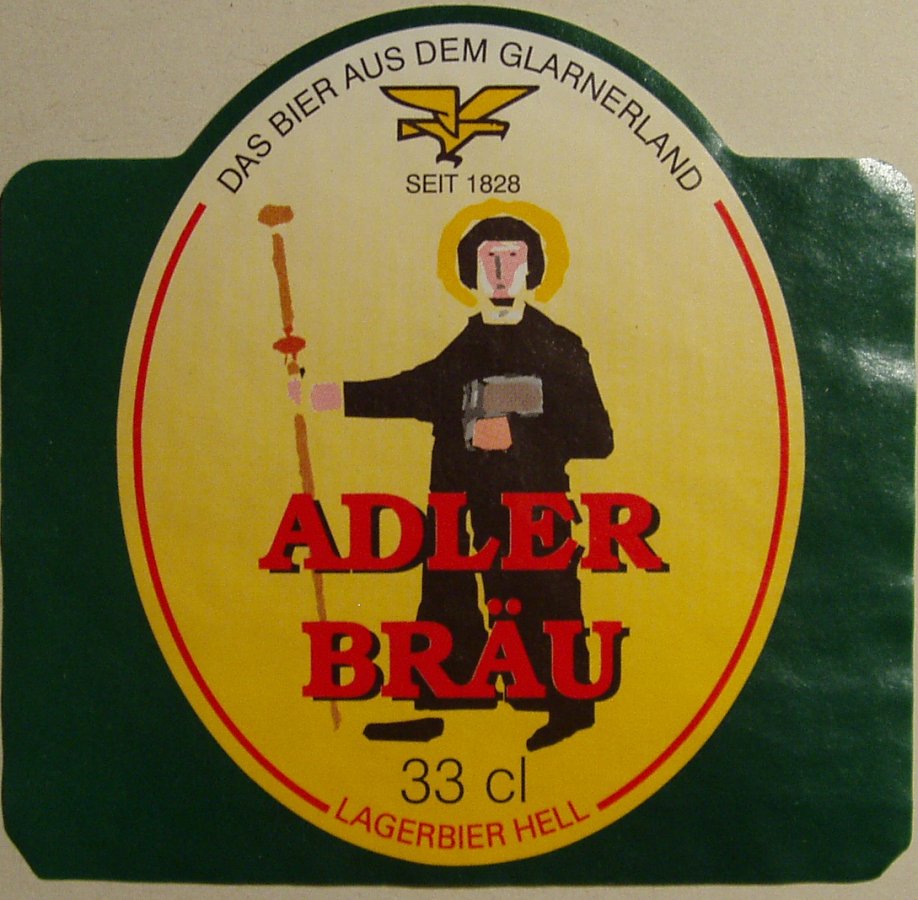 DAS BIER AUS DEM GLARNERLAND
SEIT 1828
ADLER
BRÄU
33 cl
LAGERBIER HELL